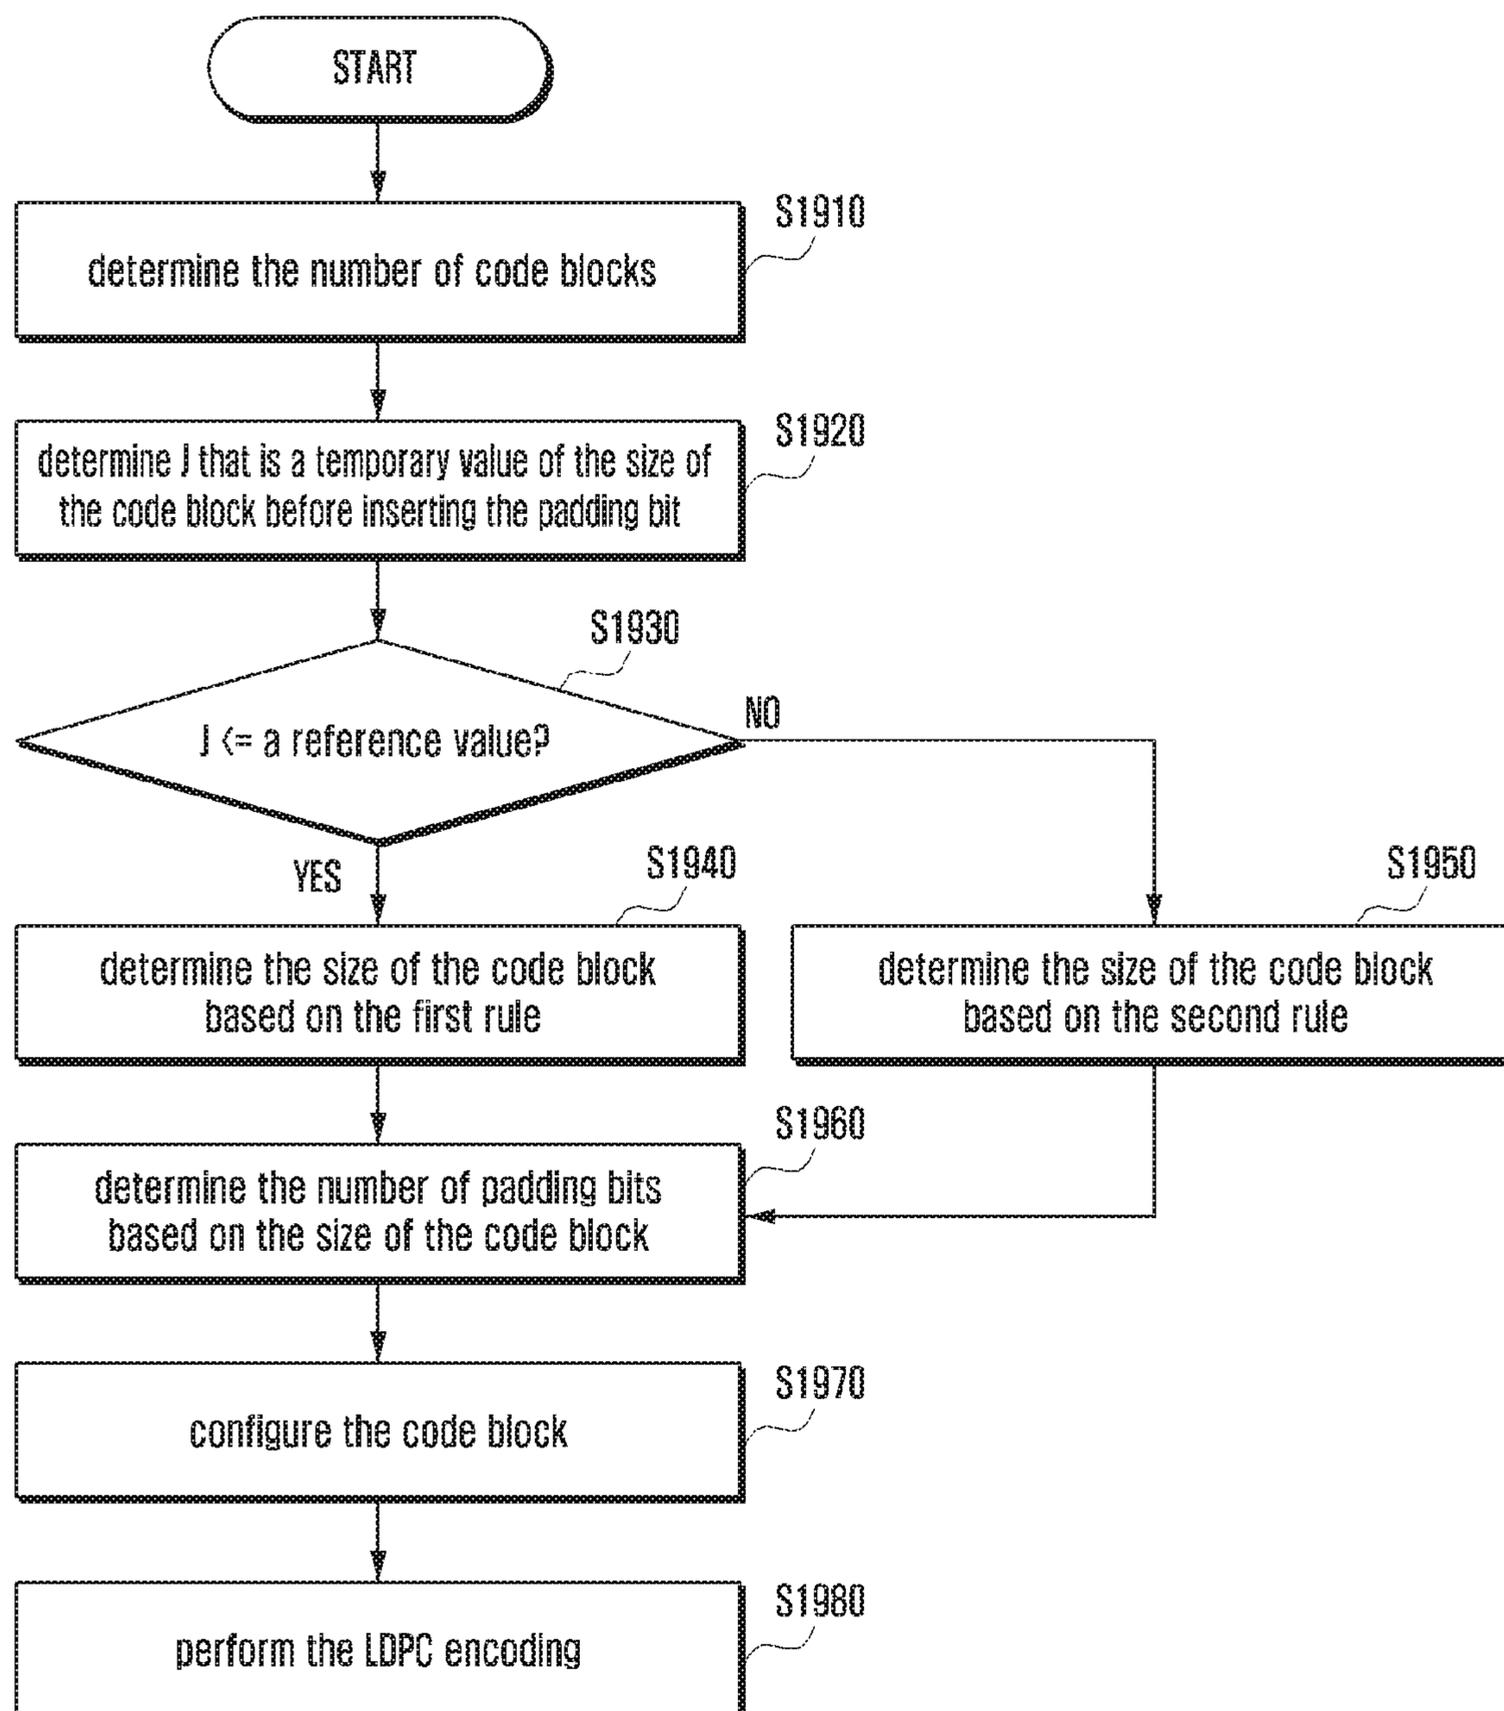 START
S1910
determine the number of code blocks
S1920
determine J that is a temporary value of the size of
the code block before inserting the padding bit
S1930
J <= a reference value?
NO
YES
S1940
determine the size of the code block
based on the first rule
S1950
determine the size of the code block
based on the second rule
S1960
determine the number of padding bits
based on the size of the code block
S1970
configure the code block
S1980
perform the LDPC encoding